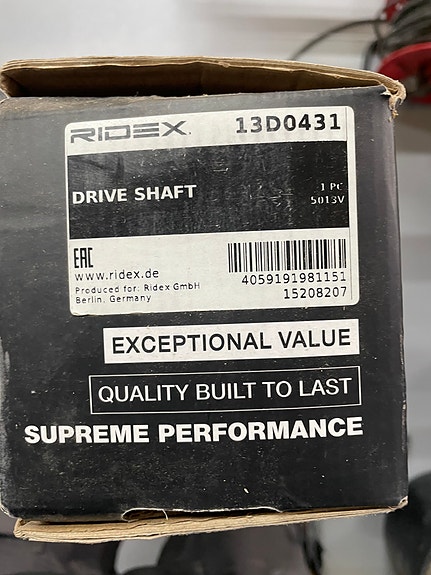 RIDEX 13D0431
DRIVE SHAFT
1 PC
5013V
EAC
www.ridex.de
Produced for: Ridex GmbH
Berlin, Germany
4059191981151
15208207
EXCEPTIONAL VALUE
QUALITY BUILT TO LAST
SUPREME PERFORMANCE